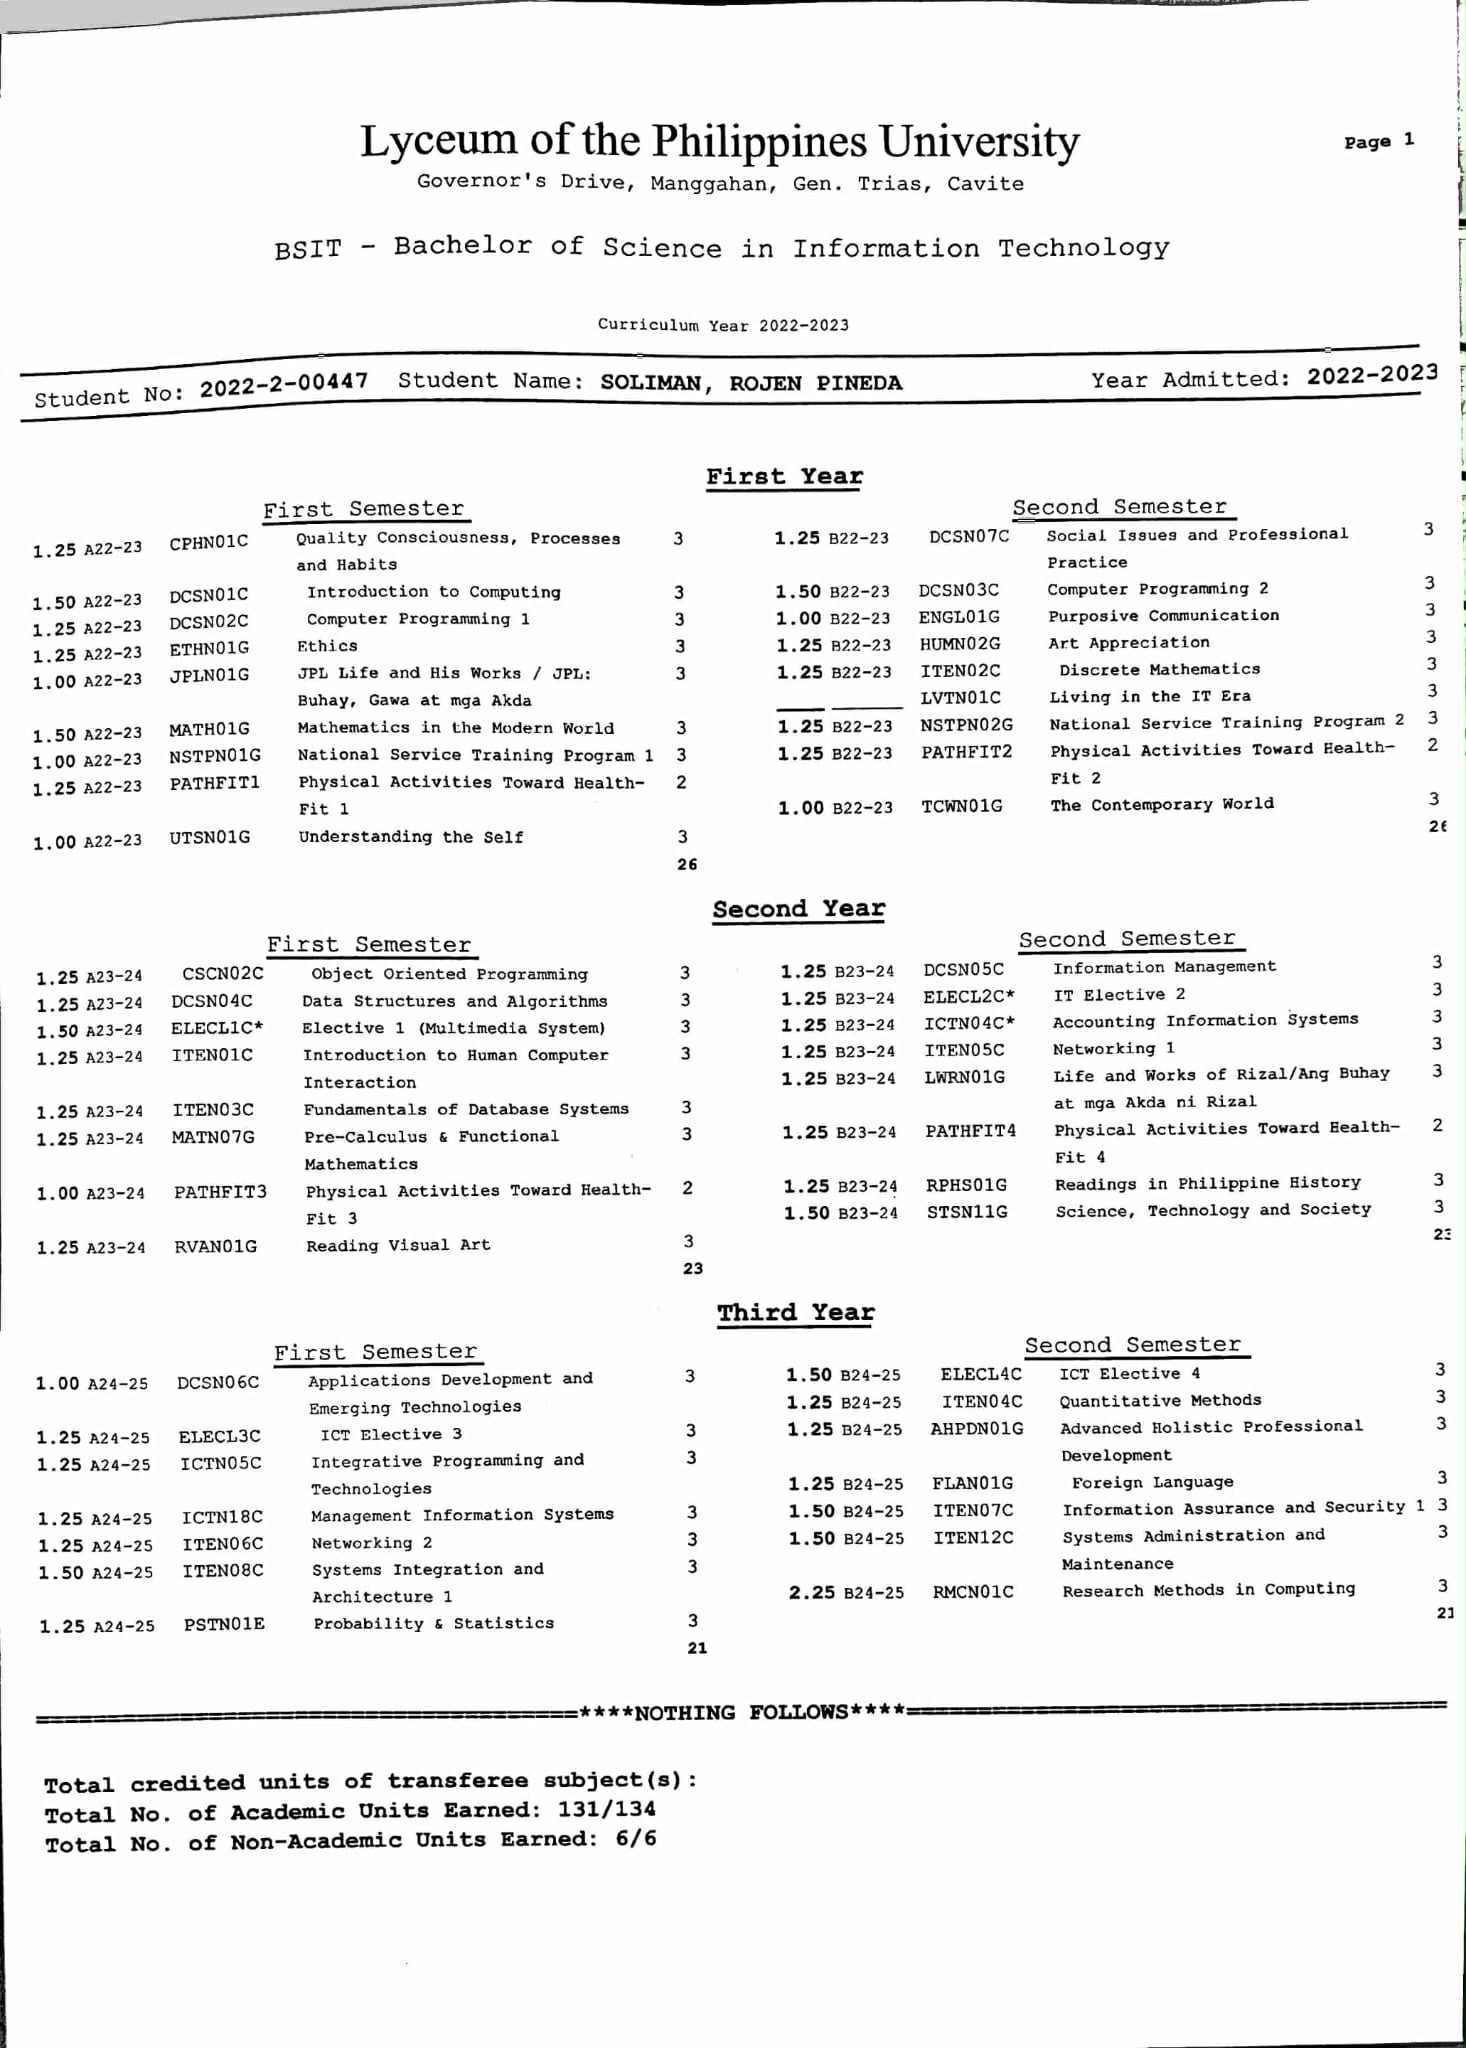 Lyceum of the Philippines University
Page 1
Governor's Drive, Manggahan, Gen. Trias, Cavite
BSIT - Bachelor of Science in Information Technology
Curriculum Year 2022-2023
Student No: 2022-2-00447 Student Name: SOLIMAN, ROJEN PINEDA Year Admitted: 2022-2023
First Year
First Semester
1.25 A22-23 CPHN01C Quality Consciousness, Processes 3
and Habits
1.50 A22-23 DCSN01C Introduction to Computing 3
1.25 A22-23 DCSN02C Computer Programming 1 3
1.25 A22-23 ETHN01G Ethics 3
1.00 A22-23 JPLN01G JPL Life and His Works / JPL: 3
Buhay, Gawa at mga Akda
1.50 A22-23 MATH01G Mathematics in the Modern World 3
1.00 A22-23 NSTPN01G National Service Training Program 1 3
1.25 A22-23 PATHFIT1 Physical Activities Toward Health- 2
Fit 1
1.00 A22-23 UTSN01G Understanding the Self 3
26
Second Semester
1.25 B22-23 DCSN07C Social Issues and Professional 3
Practice
1.50 B22-23 DCSN03C Computer Programming 2 3
1.00 B22-23 ENGL01G Purposive Communication 3
1.25 B22-23 HUMN02G Art Appreciation 3
1.25 B22-23 ITEN02C Discrete Mathematics 3
LVTN01C Living in the IT Era 3
1.25 B22-23 NSTPN02G National Service Training Program 2 3
1.25 B22-23 PATHFIT2 Physical Activities Toward Health- 2
Fit 2
1.00 B22-23 TCWN01G The Contemporary World 3
26
Second Year
First Semester
1.25 A23-24 CSCN02C Object Oriented Programming 3
1.25 A23-24 DCSN04C Data Structures and Algorithms 3
1.50 A23-24 ELECL1C* Elective 1 (Multimedia System) 3
1.25 A23-24 ITEN01C Introduction to Human Computer 3
Interaction
1.25 A23-24 ITEN03C Fundamentals of Database Systems 3
1.25 A23-24 MATN07G Pre-Calculus & Functional 3
Mathematics
1.00 A23-24 PATHFIT3 Physical Activities Toward Health- 2
Fit 3
1.25 A23-24 RVAN01G Reading Visual Art 3
23
Second Semester
1.25 B23-24 DCSN05C Information Management 3
1.25 B23-24 ELECL2C* IT Elective 2 3
1.25 B23-24 ICTN04C* Accounting Information Systems 3
1.25 B23-24 ITEN05C Networking 1 3
1.25 B23-24 LWRN01G Life and Works of Rizal/Ang Buhay 3
at mga Akda ni Rizal
1.25 B23-24 PATHFIT4 Physical Activities Toward Health- 2
Fit 4
1.25 B23-24 RPHS01G Readings in Philippine History 3
1.50 B23-24 STSN11G Science, Technology and Society 3
23
Third Year
First Semester
1.00 A24-25 DCSN06C Applications Development and 3
Emerging Technologies
1.25 A24-25 ELECL3C ICT Elective 3 3
1.25 A24-25 ICTN05C Integrative Programming and 3
Technologies
1.25 A24-25 ICTN18C Management Information Systems 3
1.25 A24-25 ITEN06C Networking 2 3
1.50 A24-25 ITEN08C Systems Integration and 3
Architecture 1
1.25 A24-25 PSTN01E Probability & Statistics 3
21
Second Semester
1.50 B24-25 ELECL4C ICT Elective 4 3
1.25 B24-25 ITEN04C Quantitative Methods 3
1.25 B24-25 AHPDN01G Advanced Holistic Professional 3
Development
1.25 B24-25 FLAN01G Foreign Language 3
1.50 B24-25 ITEN07C Information Assurance and Security 1 3
1.50 B24-25 ITEN12C Systems Administration and 3
Maintenance
2.25 B24-25 RMCN01C Research Methods in Computing 3
21
****NOTHING FOLLOWS****
Total credited units of transferee subject(s):
Total No. of Academic Units Earned: 131/134
Total No. of Non-Academic Units Earned: 6/6